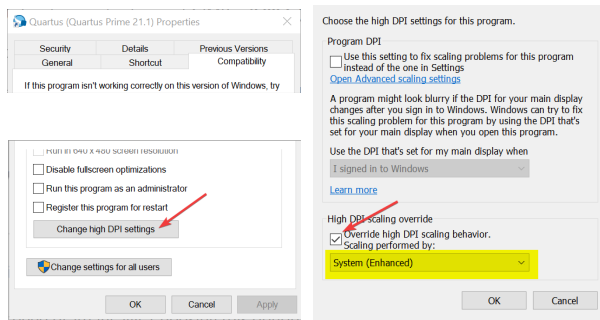 Quartus (Quartus Prime 21.1) Properties
Security Details Previous Versions
General Shortcut Compatibility
If this program isn't working correctly on this version of Windows, try
Run in 640 x 480 screen resolution
Disable fullscreen optimizations
Run this program as an administrator
Register this program for restart
Change high DPI settings
Change settings for all users
OK Cancel Apply
Choose the high DPI settings for this program.
Program DPI
Use this setting to fix scaling problems for this program
instead of the one in Settings
Open Advanced scaling settings
A program might look blurry if the DPI for your main display
changes after you sign in to Windows. Windows can try to fix
this scaling problem for this program by using the DPI that's
set for your main display when you open this program.
Use the DPI that's set for my main display when
I signed in to Windows
Learn more
High DPI scaling override
Override high DPI scaling behavior.
Scaling performed by:
System (Enhanced)
OK Cancel